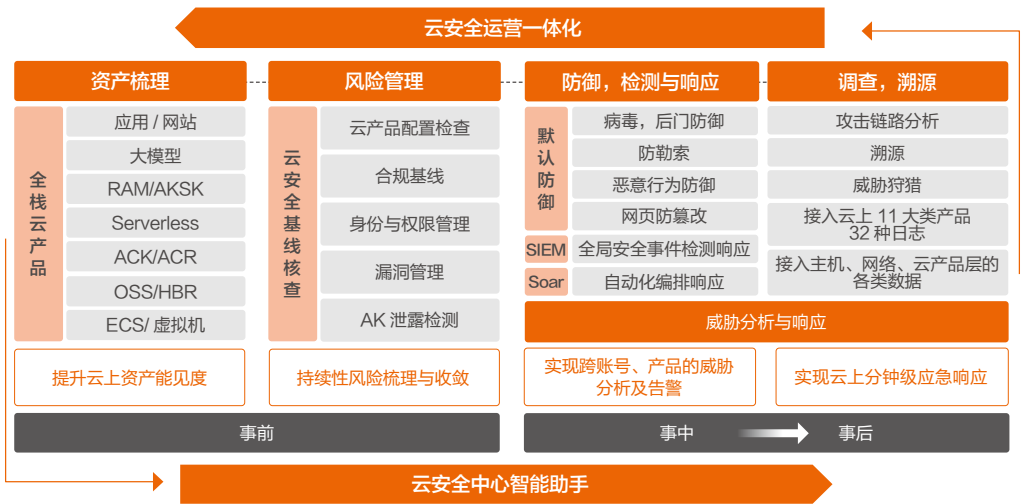 云安全运营一体化
资产梳理
全栈云产品
应用 / 网站
大模型
RAM/AKSK
Serverless
ACK/ACR
OSS/HBR
ECS/ 虚拟机
提升云上资产能见度
风险管理
云安全基线核查
云产品配置检查
合规基线
身份与权限管理
漏洞管理
AK 泄露检测
持续性风险梳理与收敛
事前
防御，检测与响应
默认防御
病毒，后门防御
防勒索
恶意行为防御
网页防篡改
SIEM
全局安全事件检测响应
Soar
自动化编排响应
调查，溯源
攻击链路分析
溯源
威胁狩猎
接入云上 11 大类产品
32 种日志
接入主机、网络、云产品层的
各类数据
威胁分析与响应
实现跨账号、产品的威胁
分析及告警
实现云上分钟级应急响应
事中
事后
云安全中心智能助手